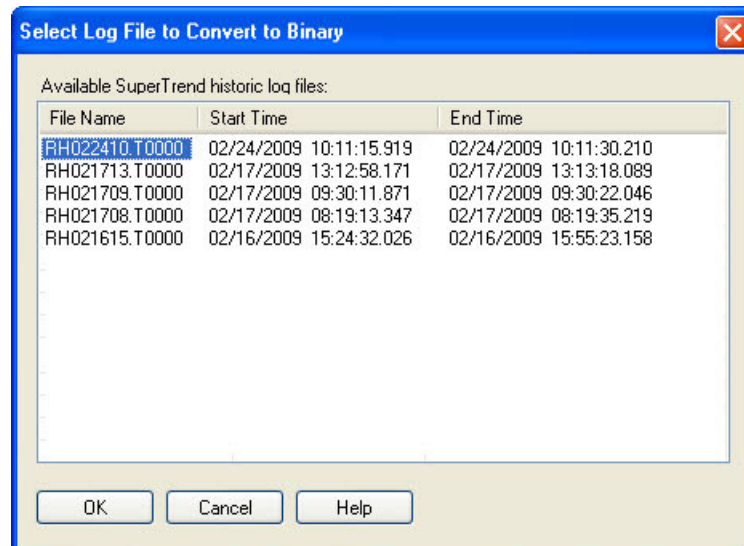 Select Log File to Convert to Binary
Available SuperTrend historic log files:
File Name Start Time End Time
RH022410.T0000 02/24/2009 10:11:15.919 02/24/2009 10:11:30.210
RH021713.T0000 02/17/2009 13:12:58.171 02/17/2009 13:13:18.089
RH021709.T0000 02/17/2009 09:30:11.871 02/17/2009 09:30:22.046
RH021708.T0000 02/17/2009 08:19:13.347 02/17/2009 08:19:35.219
RH021615.T0000 02/16/2009 15:24:32.026 02/16/2009 15:55:23.158
OK Cancel Help